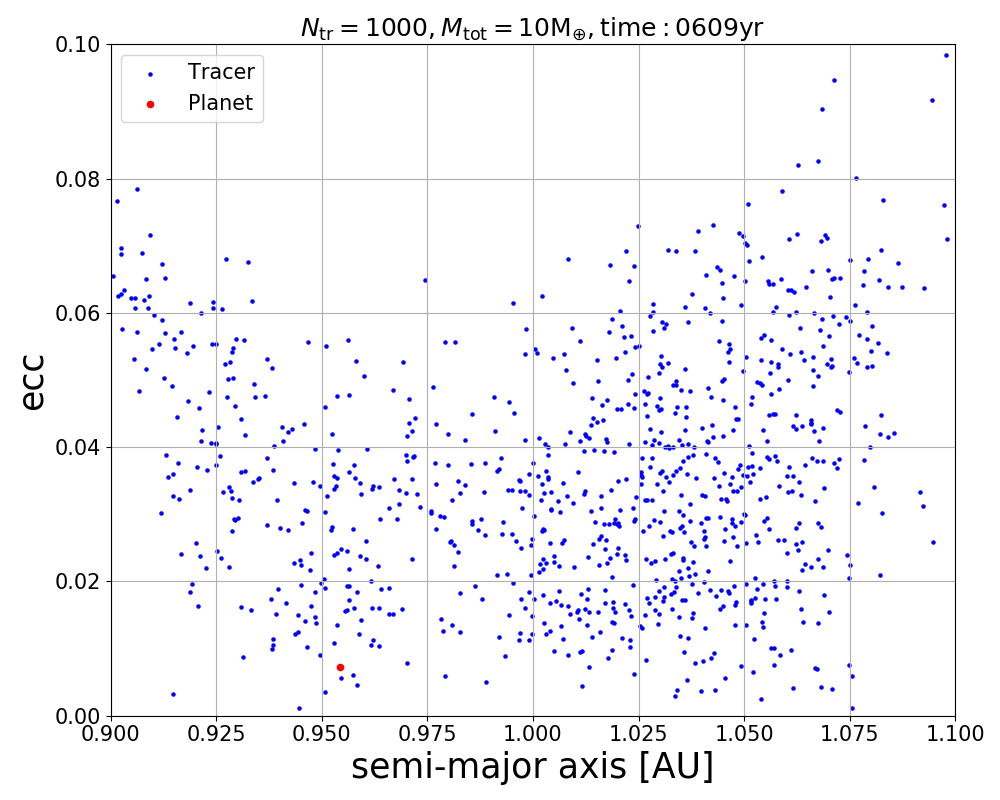 N_tr = 1000, M_tot = 10M_⊕, time : 0609yr
0.10
Tracer
Planet
0.08
0.06
0.04
0.02
0.00
ecc
0.900 0.925 0.950 0.975 1.000 1.025 1.050 1.075 1.100
semi-major axis [AU]